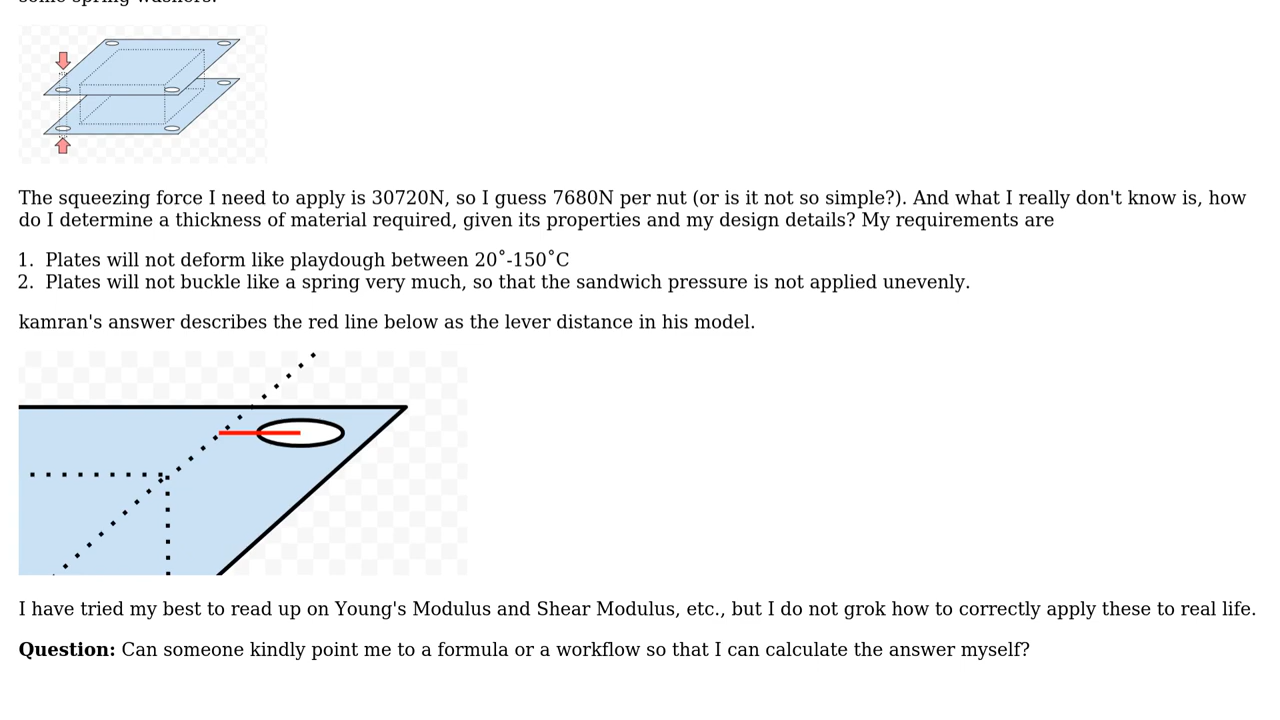 some spring washers.
The squeezing force I need to apply is 30720N, so I guess 7680N per nut (or is it not so simple?). And what I really don't know is, how
do I determine a thickness of material required, given its properties and my design details? My requirements are
1. Plates will not deform like playdough between 20˚-150˚C
2. Plates will not buckle like a spring very much, so that the sandwich pressure is not applied unevenly.
kamran's answer describes the red line below as the lever distance in his model.
I have tried my best to read up on Young's Modulus and Shear Modulus, etc., but I do not grok how to correctly apply these to real life.
Question: Can someone kindly point me to a formula or a workflow so that I can calculate the answer myself?